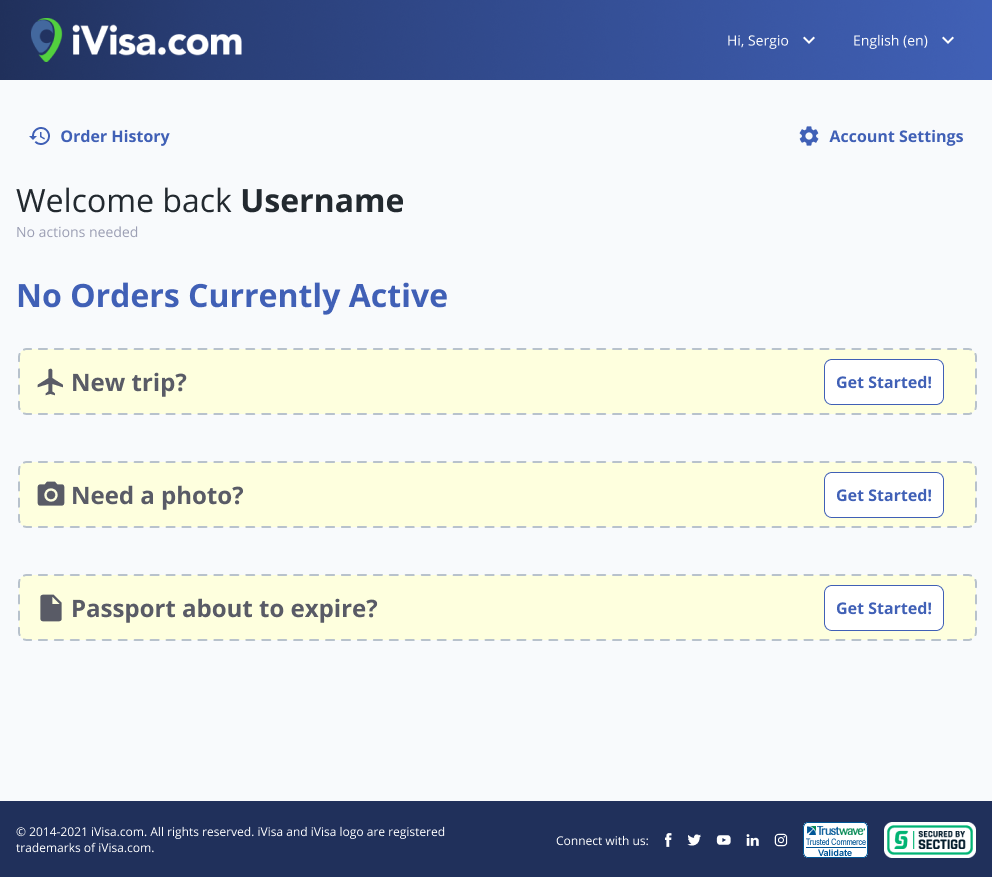 iVisa.com
Hi, Sergio
English (en)
Order History
Account Settings
Welcome back Username
No actions needed
No Orders Currently Active
New trip?
Get Started!
Need a photo?
Get Started!
Passport about to expire?
Get Started!
© 2014-2021 iVisa.com. All rights reserved. iVisa and iVisa logo are registered
trademarks of iVisa.com.
Connect with us:
Trustwave®
Trusted Commerce
Validate
SECURED BY
SECTIGO